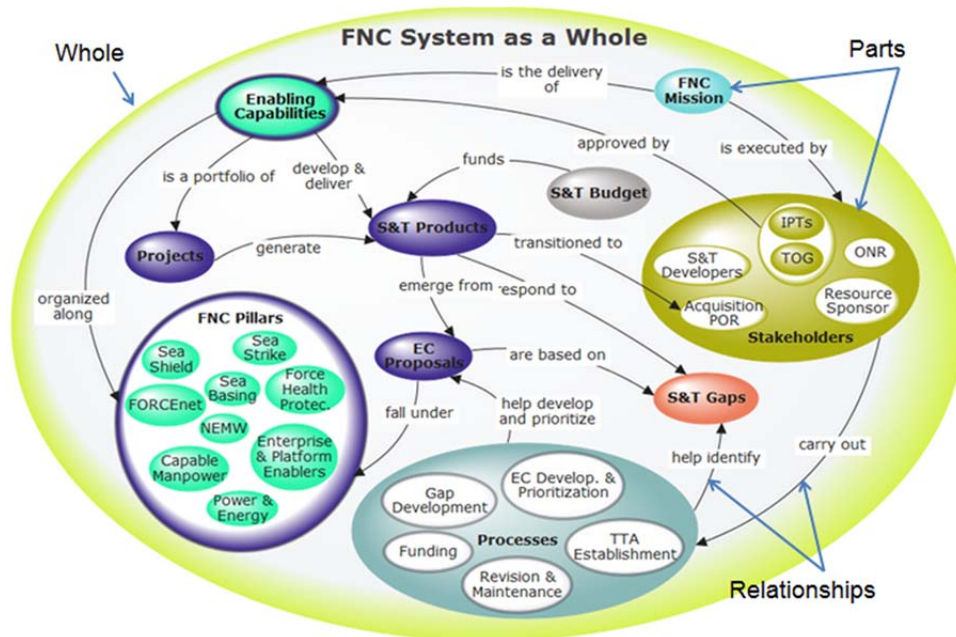 FNC System as a Whole
Whole
Parts
is the delivery
of
FNC
Mission
Enabling
Capabilities
approved by
is executed by
is a portfolio of
develop &
deliver
funds
S&T Budget
S&T Products
Projects
generate
transitioned to
IPTs
TOG
ONR
S&T
Developers
Acquisition
POR
Resource
Sponsor
Stakeholders
organized
along
emerge from
respond to
FNC Pillars
Sea
Shield
Sea
Strike
FORCEnet
Sea
Basing
Force
Health
Protec.
NEMW
Capable
Manpower
Enterprise
& Platform
Enablers
Power &
Energy
EC
Proposals
are based on
S&T Gaps
fall under
help develop
and prioritize
help identify
carry out
Gap
Development
EC Develop. &
Prioritization
Processes
Funding
TTA
Establishment
Revision &
Maintenance
Relationships